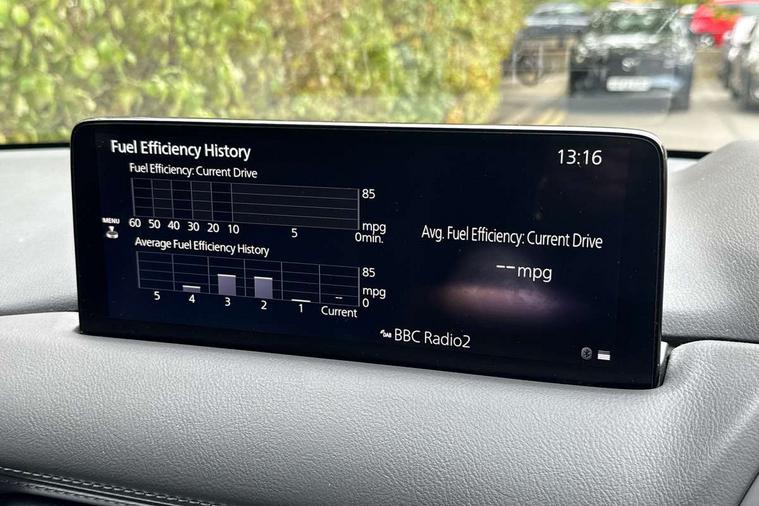 Fuel Efficiency History
13:16
Fuel Efficiency: Current Drive
85
mpg
60 50 40 30 20 10 5 0min.
MENU
Average Fuel Efficiency History
85
mpg
0
5 4 3 2 1 Current
Avg. Fuel Efficiency: Current Drive
--mpg
DAB BBC Radio2